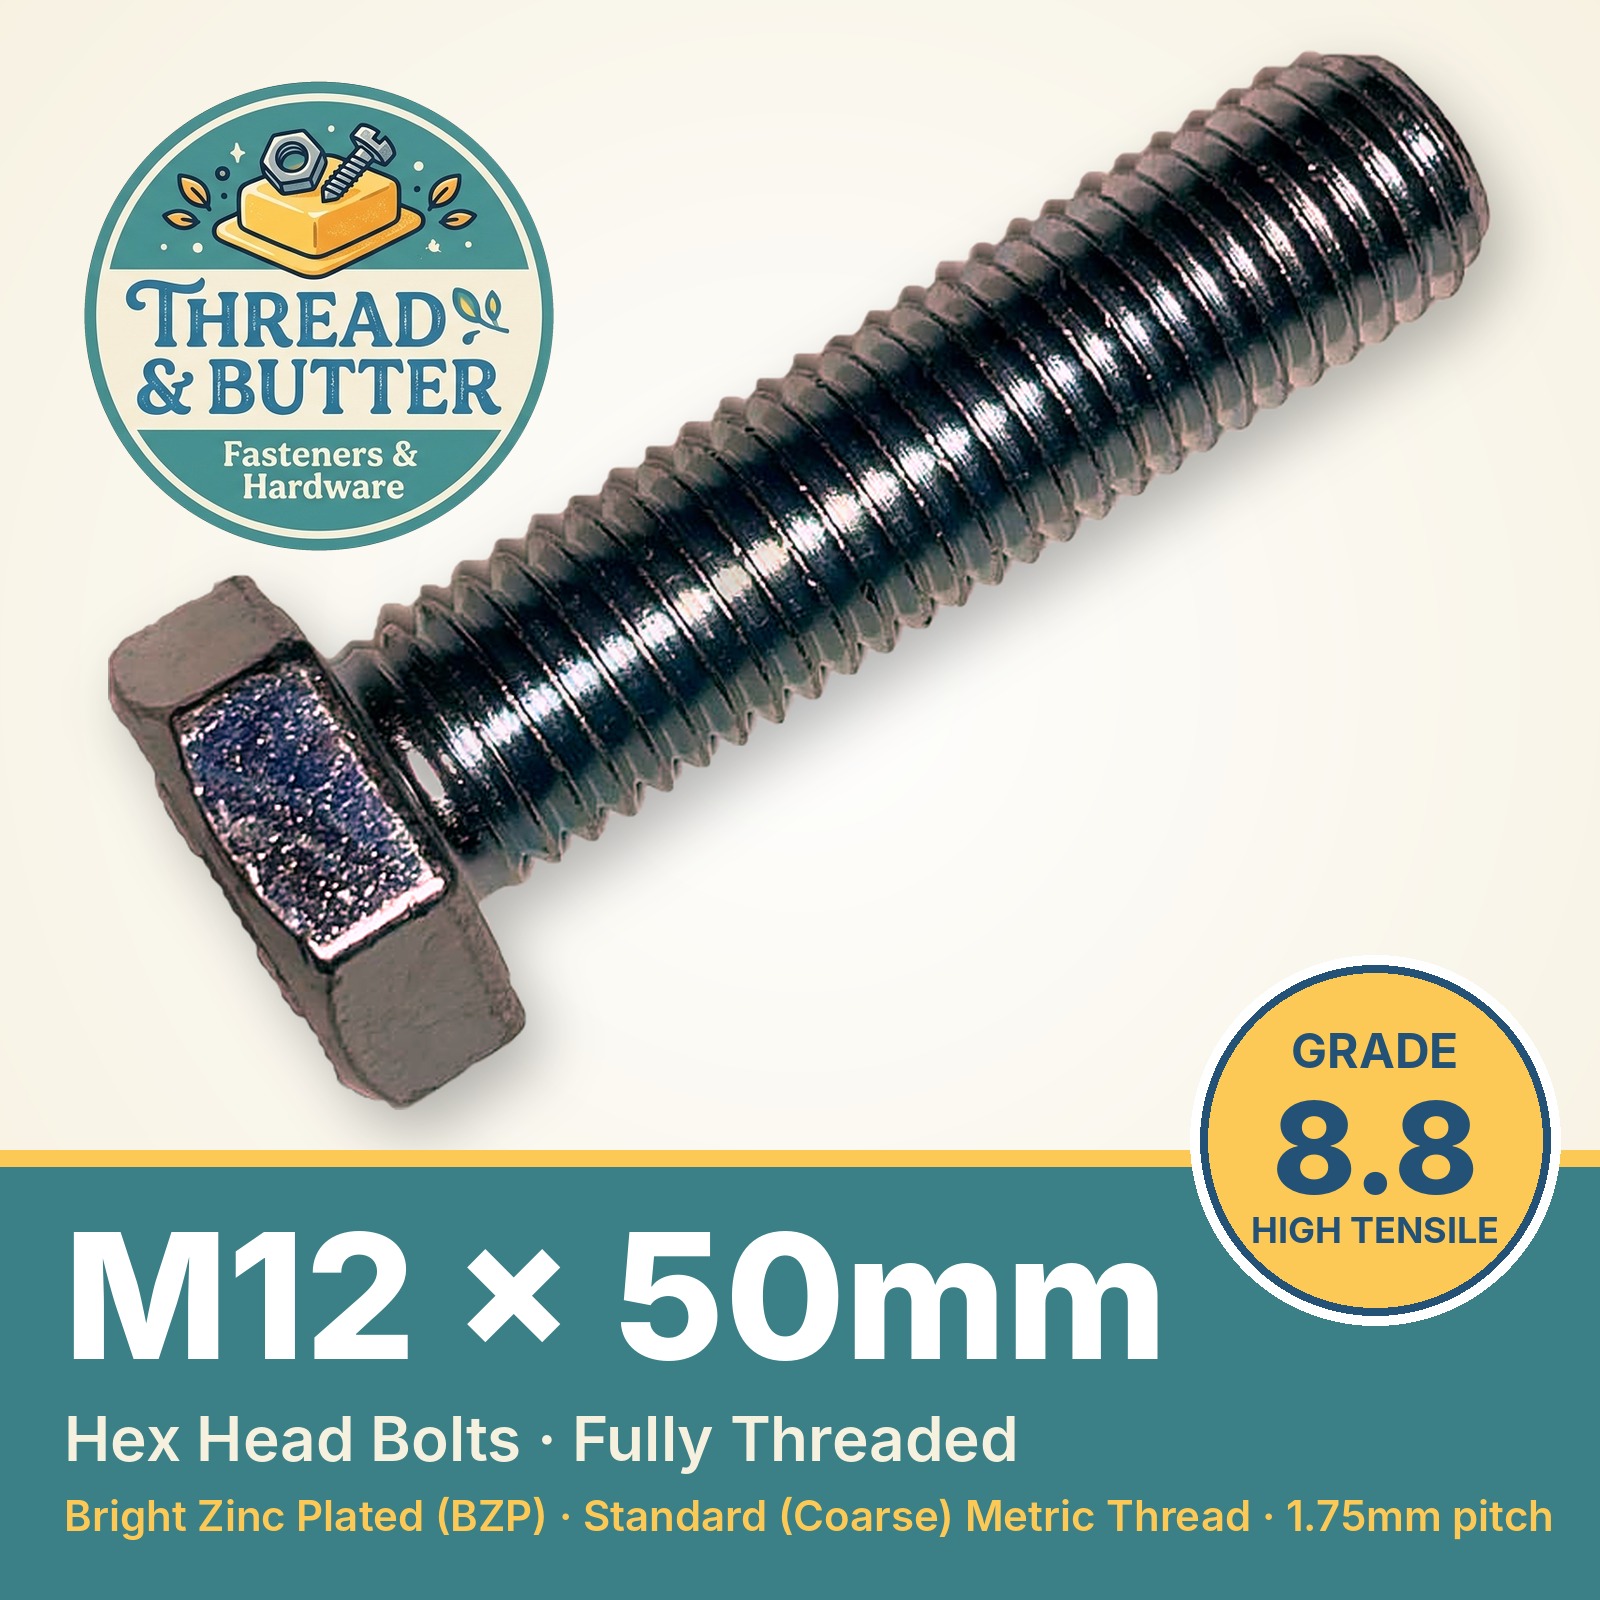 THREAD
& BUTTER
Fasteners &
Hardware
GRADE
8.8
HIGH TENSILE
M12 × 50mm
Hex Head Bolts · Fully Threaded
Bright Zinc Plated (BZP) · Standard (Coarse) Metric Thread · 1.75mm pitch